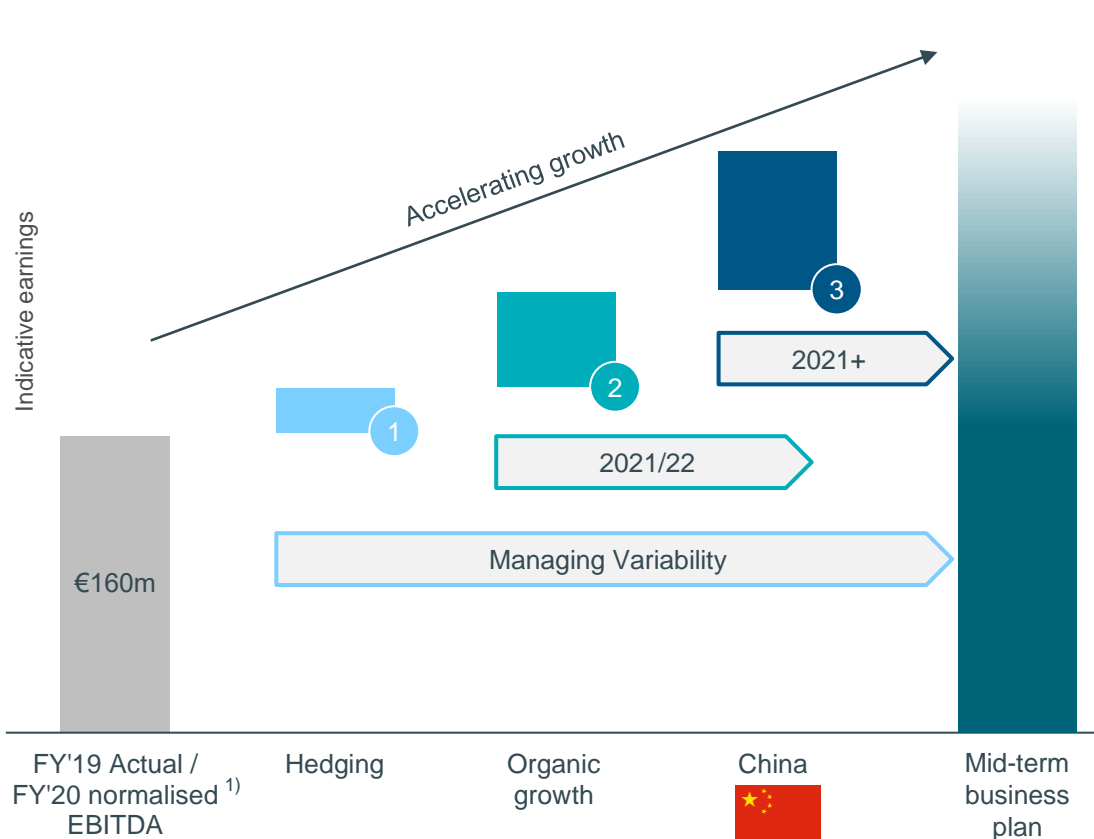 Accelerating growth
Indicative earnings
3
2021+
2
1
2021/22
Managing Variability
€160m
FY'19 Actual /
FY'20 normalised 1)
EBITDA
Hedging
Organic
growth
China
Mid-term
business
plan